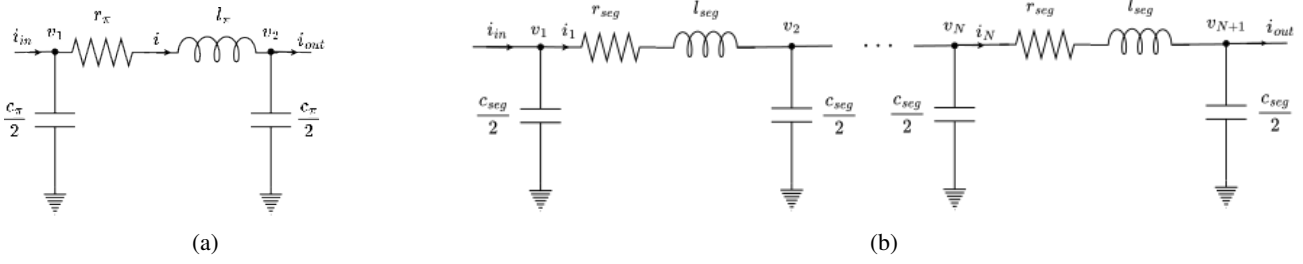 i_in v_1 r_π i l_π v_2 i_out
c_π/2 c_π/2
(a)
i_in v_1 i_1 r_seg l_seg v_2 · · · v_N i_N r_seg l_seg v_{N+1} i_out
c_seg/2 c_seg/2 c_seg/2 c_seg/2
(b)